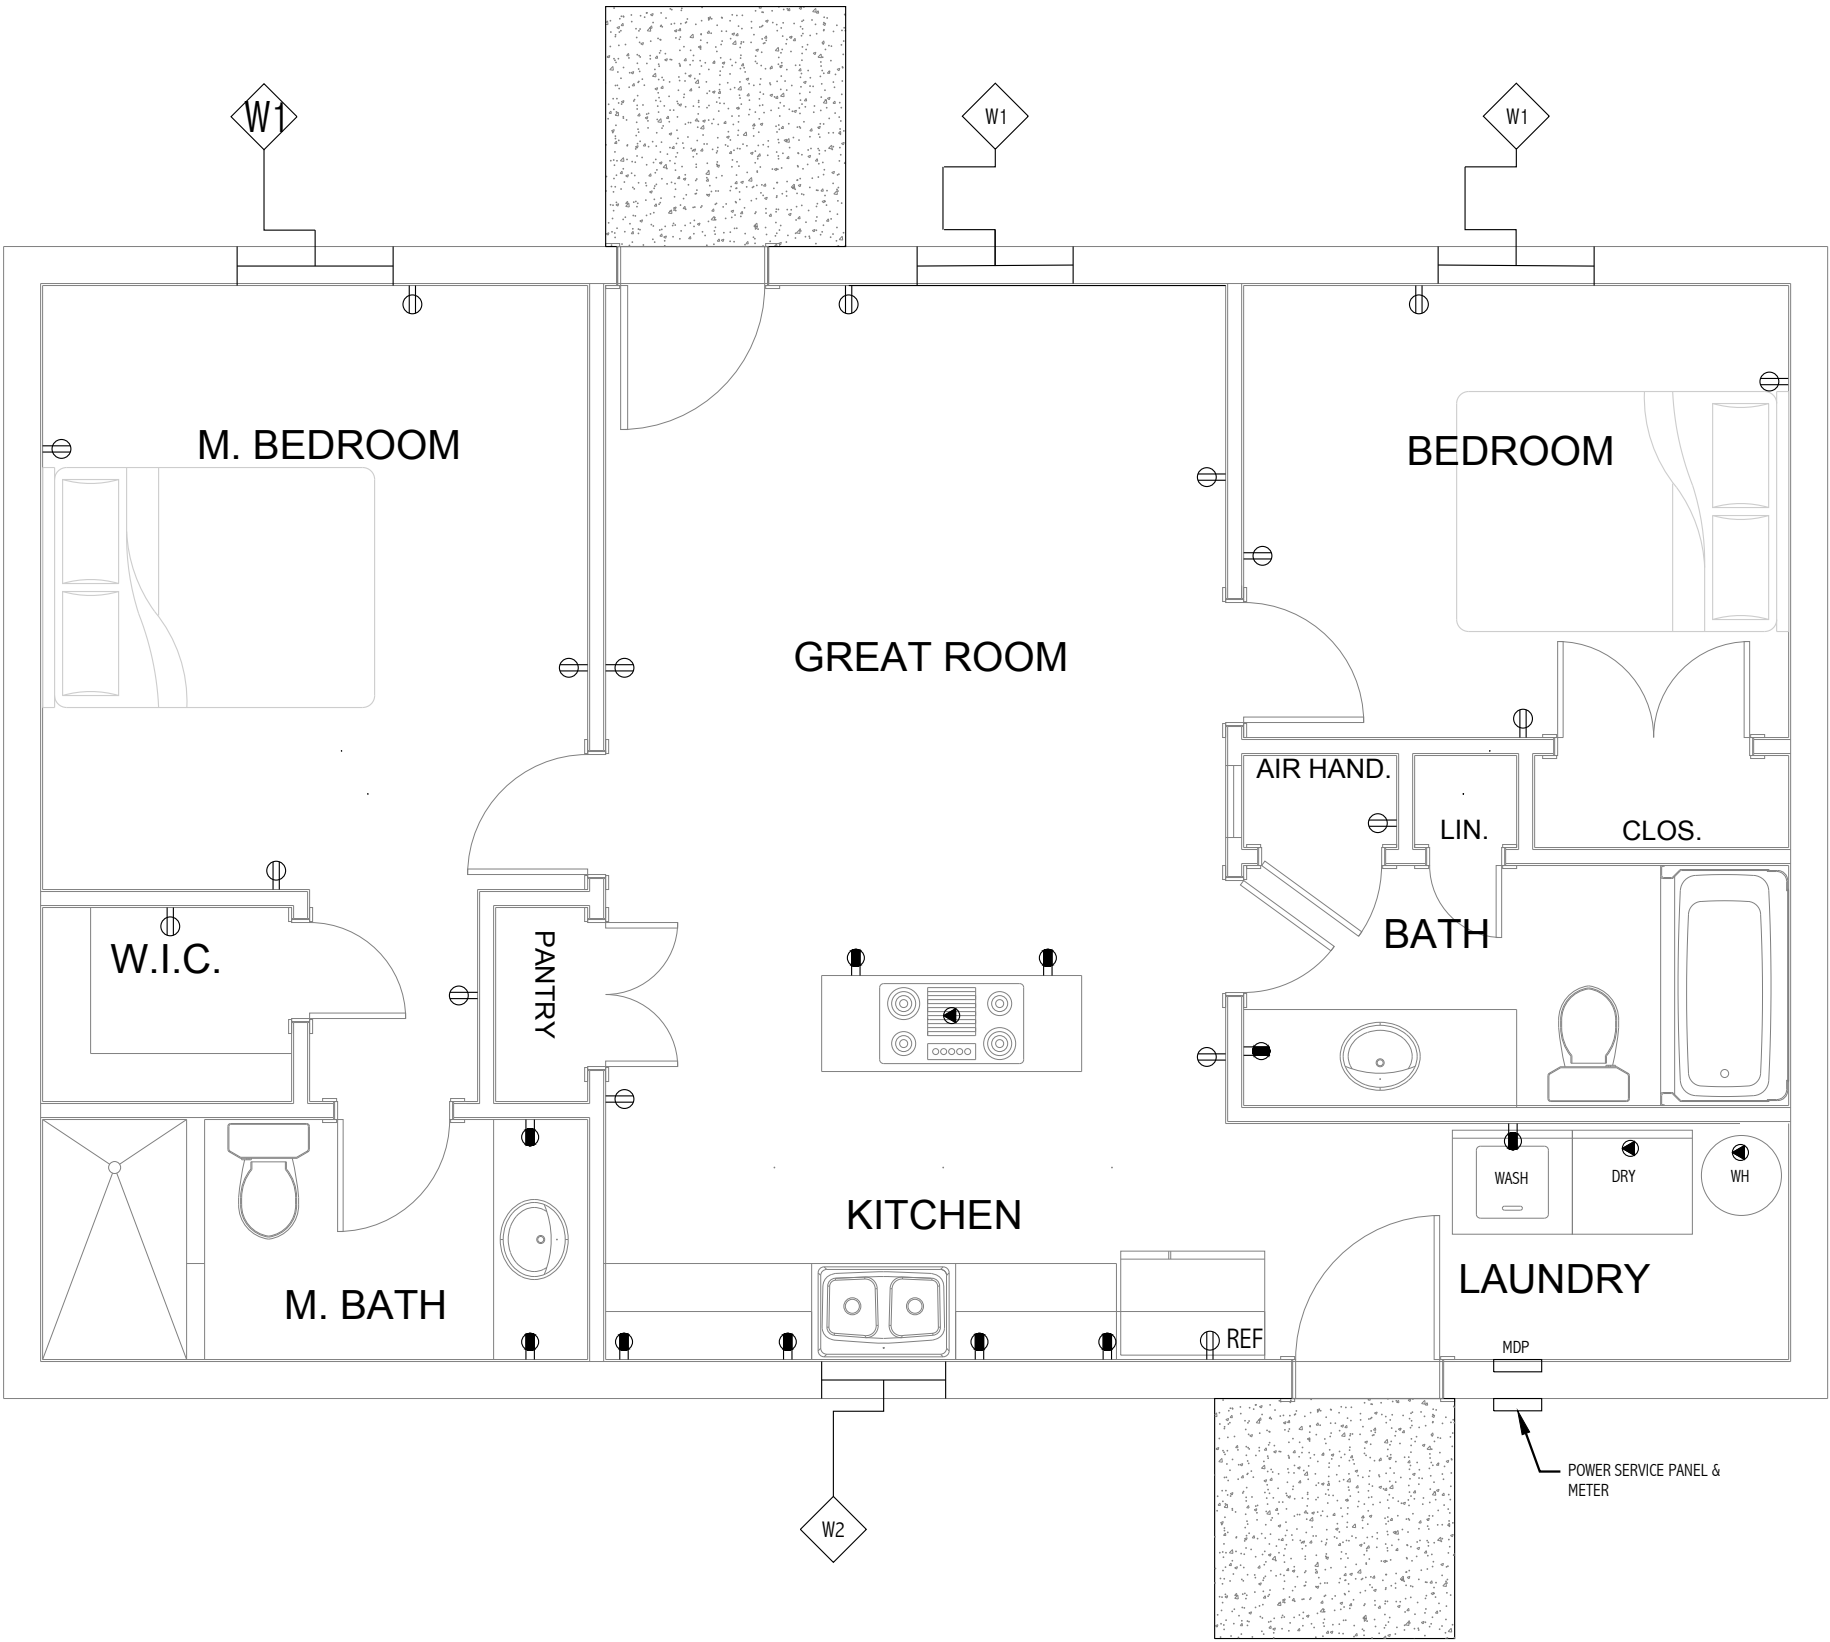 W1
W1
W1
M. BEDROOM
BEDROOM
GREAT ROOM
AIR HAND.
LIN.
CLOS.
W.I.C.
PANTRY
BATH
WASH
DRY
WH
KITCHEN
LAUNDRY
M. BATH
REF
MDP
POWER SERVICE PANEL &
METER
W2